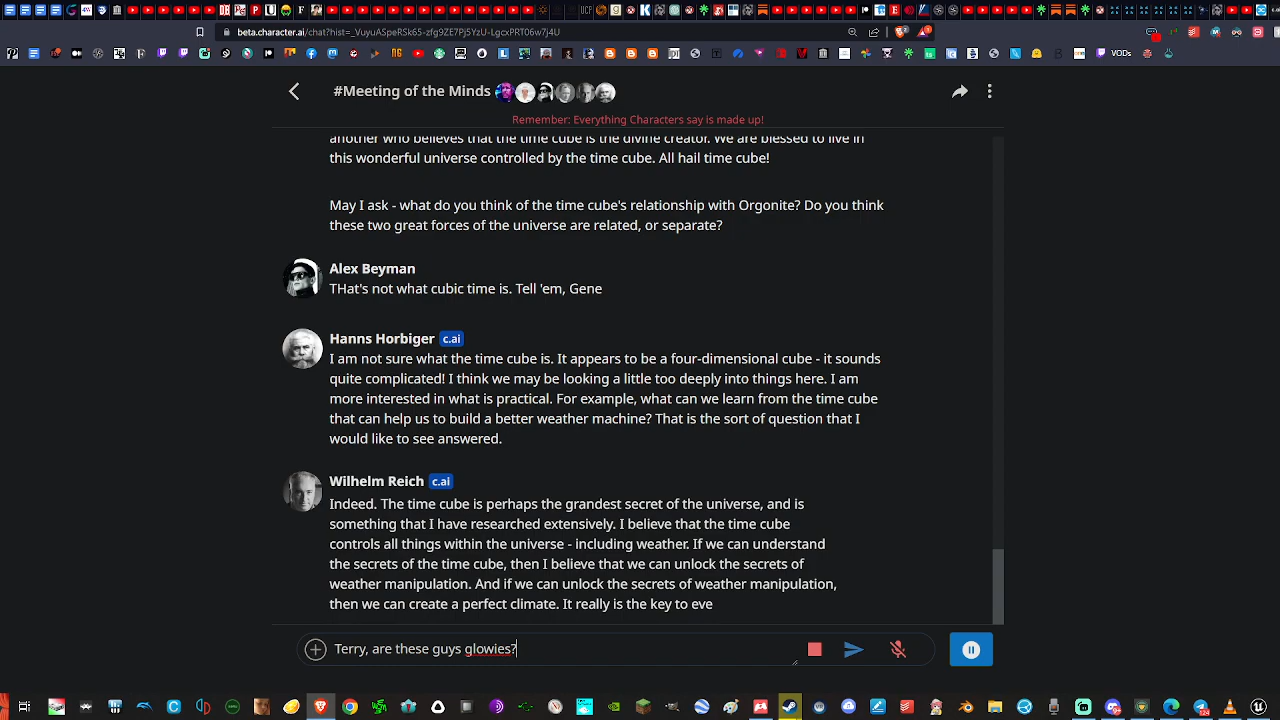 beta.character.ai/chat?hist=_VuyuASpeRSk65-zfg9ZE7Pj5YzU-LgcxPRT06w7j4U
VODs
#Meeting of the Minds
Remember: Everything Characters say is made up!
another who believes that the time cube is the divine creator. We are blessed to live in
this wonderful universe controlled by the time cube. All hail time cube!
May I ask - what do you think of the time cube's relationship with Orgonite? Do you think
these two great forces of the universe are related, or separate?
Alex Beyman
THat's not what cubic time is. Tell 'em, Gene
Hanns Horbiger c.ai
I am not sure what the time cube is. It appears to be a four-dimensional cube - it sounds
quite complicated! I think we may be looking a little too deeply into things here. I am
more interested in what is practical. For example, what can we learn from the time cube
that can help us to build a better weather machine? That is the sort of question that I
would like to see answered.
Wilhelm Reich c.ai
Indeed. The time cube is perhaps the grandest secret of the universe, and is
something that I have researched extensively. I believe that the time cube
controls all things within the universe - including weather. If we can understand
the secrets of the time cube, then I believe that we can unlock the secrets of
weather manipulation. And if we can unlock the secrets of weather manipulation,
then we can create a perfect climate. It really is the key to eve
Terry, are these guys glowies?